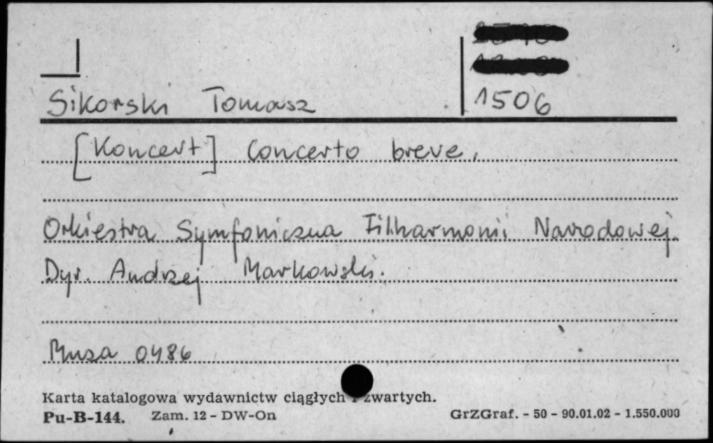 Sikorski Tomasz
1506
[Koncert] Concerto breve.
Orkiestra Symfoniczna Filharmonii Narodowej
Dyr. Andrzej Markowski.
Muza 0486
Karta katalogowa wydawnictw ciągłych i zwartych.
Pu-B-144. Zam. 12 - DW-On GrZGraf. - 50 - 90.01.02 - 1.550.000